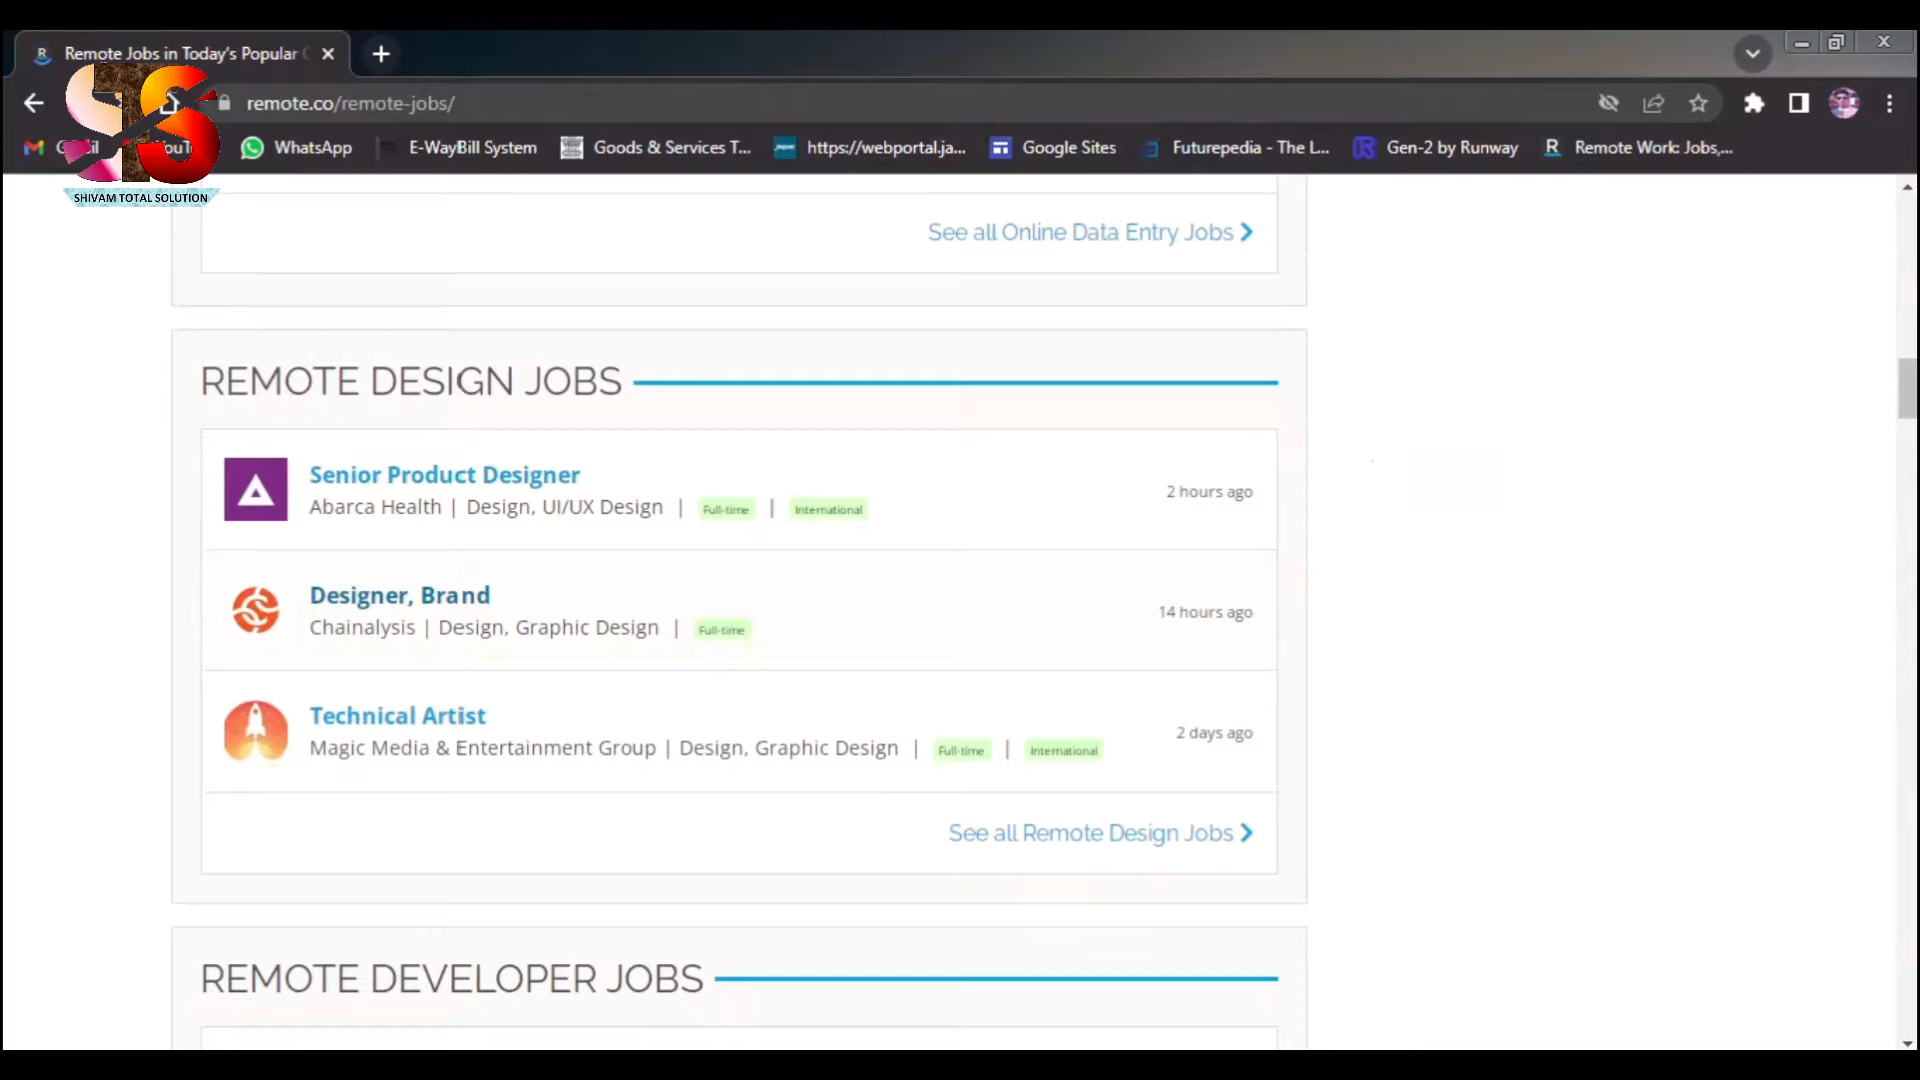 Remote Jobs in Today's Popular
remote.co/remote-jobs/
WhatsApp
E-WayBill System
Goods & Services T...
https://webportal.ja...
Google Sites
Futurepedia - The L...
Gen-2 by Runway
R Remote Work: Jobs,...
STS
SHIVAM TOTAL SOLUTION
See all Online Data Entry Jobs
REMOTE DESIGN JOBS
Senior Product Designer
Abarca Health | Design, UI/UX Design | Full-time | International
2 hours ago
Designer, Brand
Chainalysis | Design, Graphic Design | Full-time
14 hours ago
Technical Artist
Magic Media & Entertainment Group | Design, Graphic Design | Full-time | International
2 days ago
See all Remote Design Jobs
REMOTE DEVELOPER JOBS